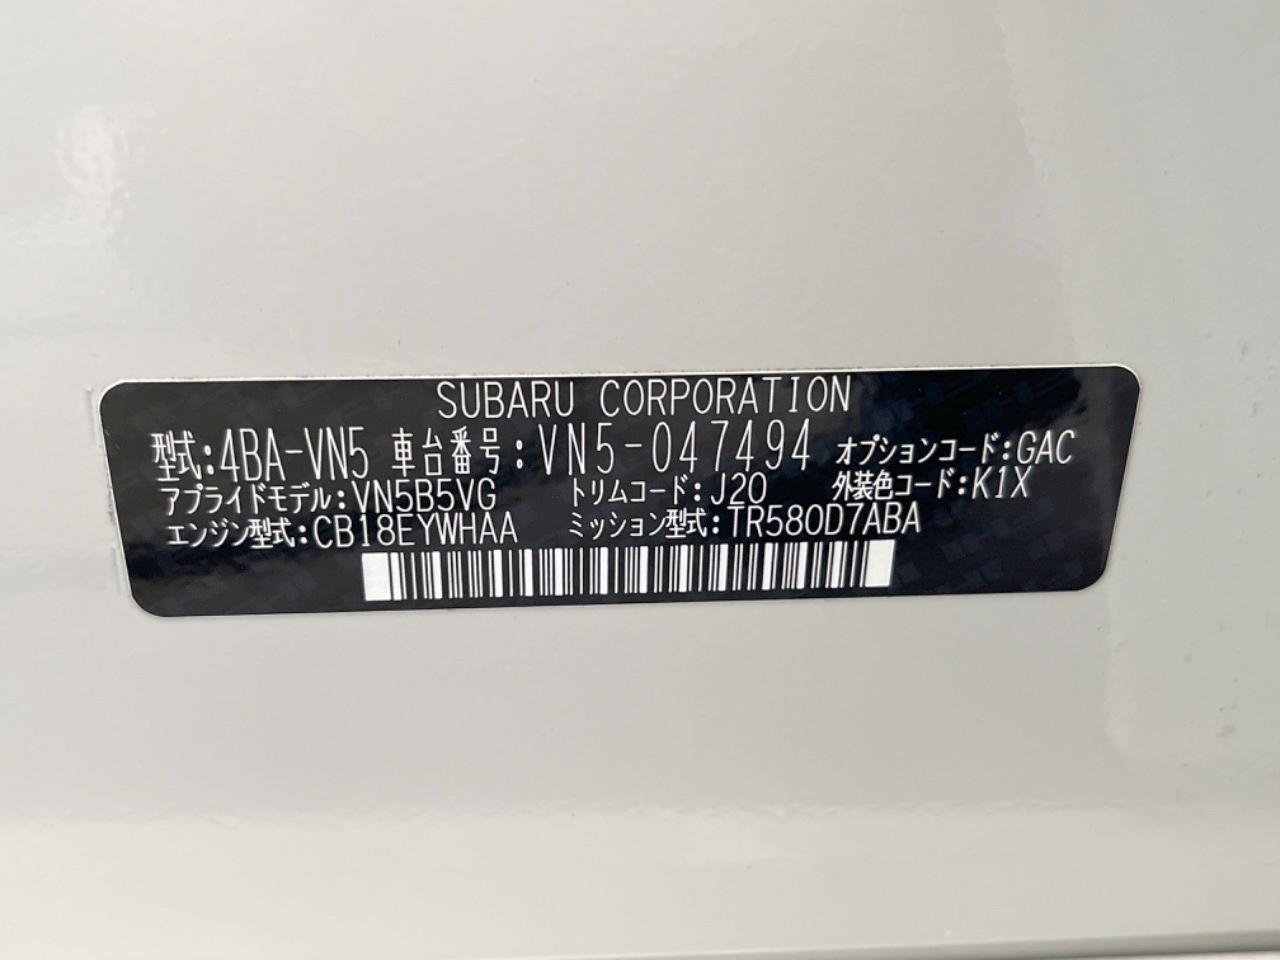 SUBARU CORPORATION
型式:4BA-VN5 車台番号:VN5-047494 オプションコード:GAC
アプライドモデル:VN5B5VG トリムコード:J20 外装色コード:K1X
エンジン型式:CB18EYWHAA ミッション型式:TR580D7ABA